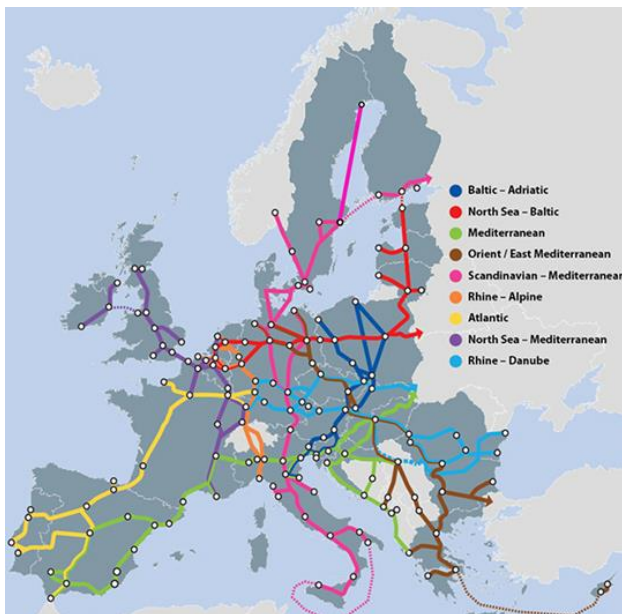 Baltic – Adriatic
North Sea – Baltic
Mediterranean
Orient / East Mediterranean
Scandinavian – Mediterranean
Rhine – Alpine
Atlantic
North Sea – Mediterranean
Rhine – Danube